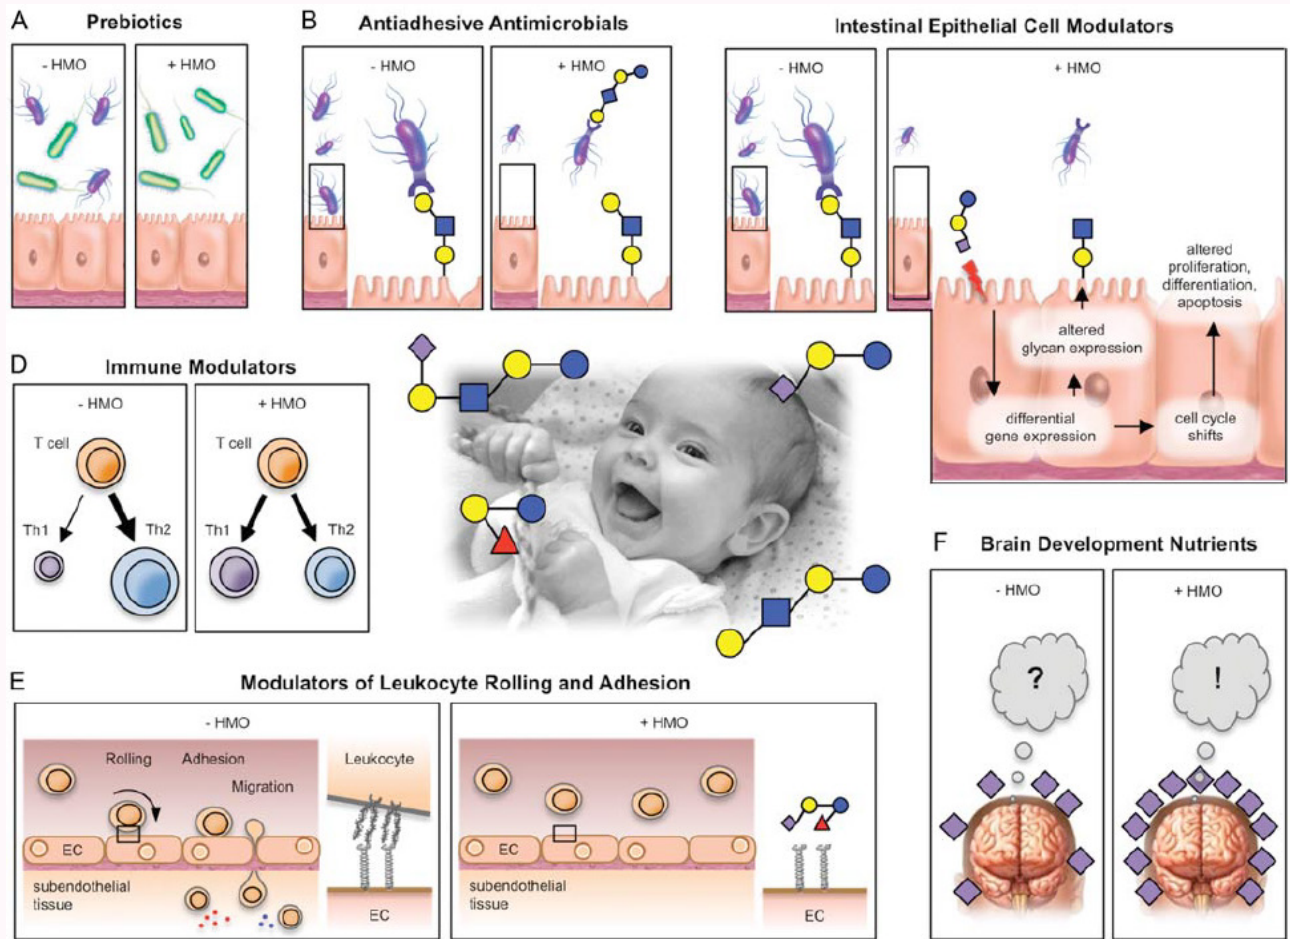 A
Prebiotics
- HMO
+ HMO
B
Antiadhesive Antimicrobials
- HMO
+ HMO
Intestinal Epithelial Cell Modulators
- HMO
+ HMO
altered
proliferation,
differentiation,
apoptosis
altered
glycan expression
differential
gene expression
cell cycle
shifts
D
Immune Modulators
- HMO
T cell
Th1
Th2
+ HMO
T cell
Th1
Th2
E
Modulators of Leukocyte Rolling and Adhesion
- HMO
Rolling
Adhesion
Migration
EC
subendothelial
tissue
Leukocyte
EC
+ HMO
EC
subendothelial
tissue
EC
F
Brain Development Nutrients
- HMO
?
+ HMO
!